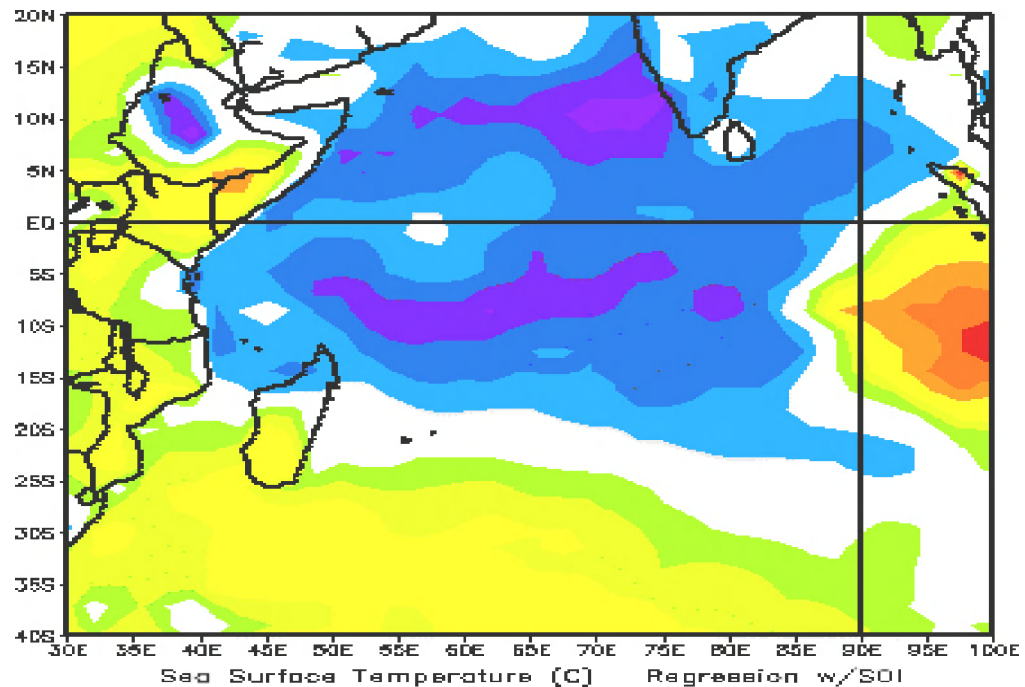 20N
15N
10N
5N
EQ
5S
10S
15S
20S
25S
30S
35S
40S
30E 35E 40E 45E 50E 55E 60E 65E 70E 75E 80E 85E 90E 95E 100E
Sea Surface Temperature (C) Regression w/SOI